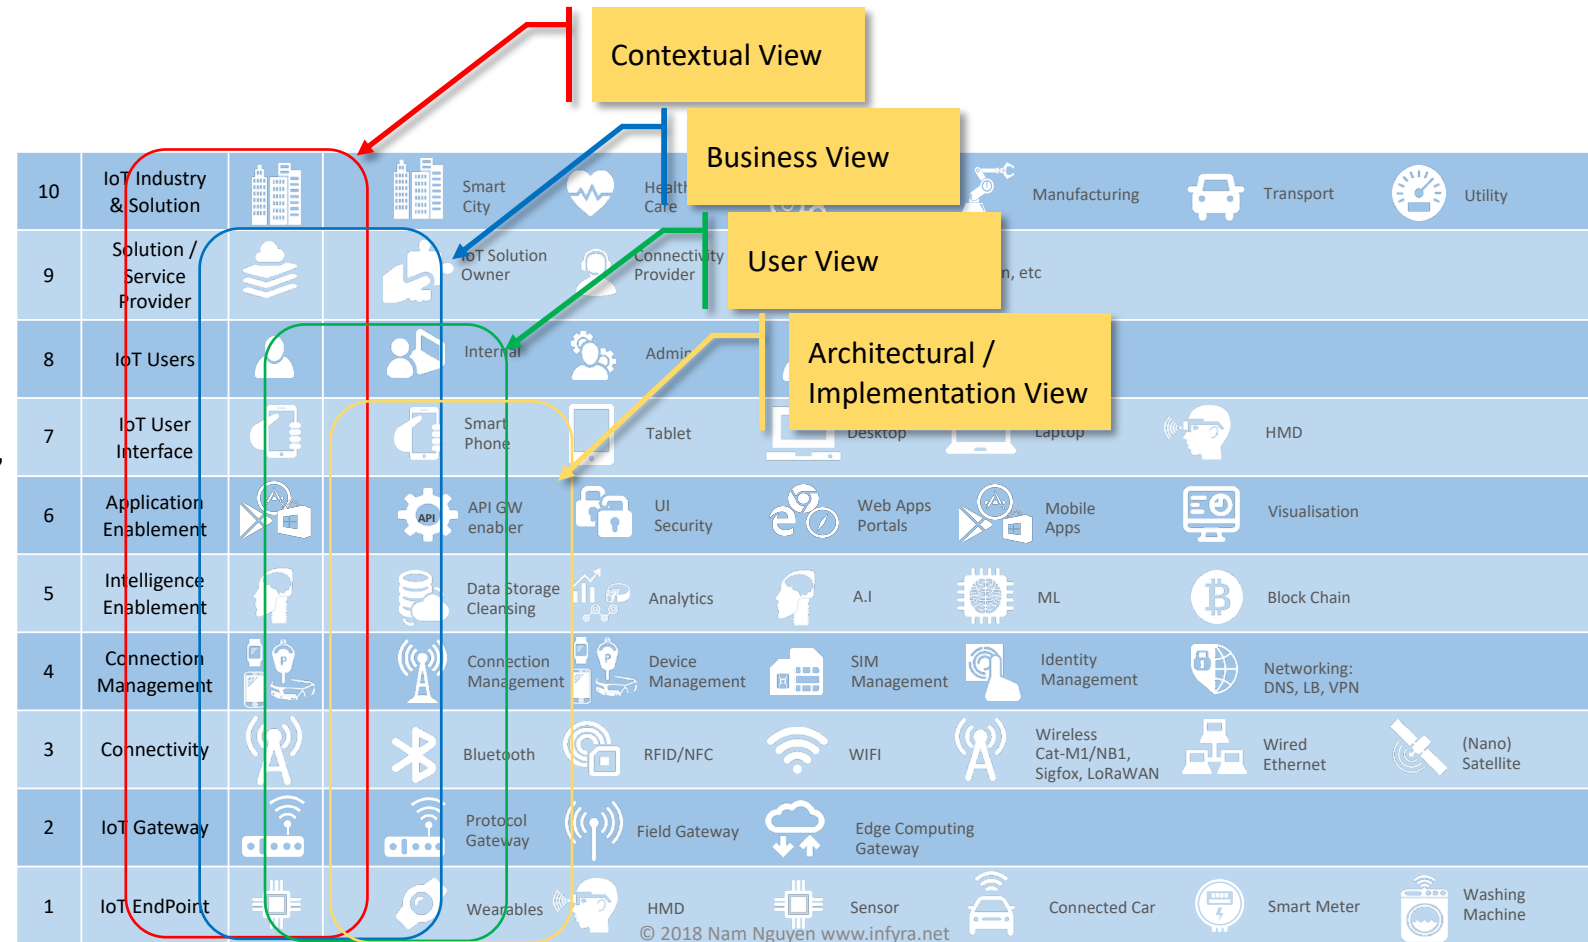 Contextual View
Business View
User View
Architectural /
Implementation View
10
IoT Industry
& Solution
Smart
City
Health
Care
Manufacturing
Transport
Utility
9
Solution /
Service
Provider
IoT Solution
Owner
Connectivity
Provider
etc
8
IoT Users
Internal
Admin
7
IoT User
Interface
Smart
Phone
Tablet
Desktop
Laptop
HMD
6
Application
Enablement
API
API GW
enabler
UI
Security
Web Apps
Portals
Mobile
Apps
Visualisation
5
Intelligence
Enablement
Data Storage
Cleansing
Analytics
A.I
ML
Block Chain
4
Connection
Management
P
Connection
Management
P
Device
Management
SIM
Management
Identity
Management
Networking:
DNS, LB, VPN
3
Connectivity
Bluetooth
RFID/NFC
WIFI
Wireless
Cat-M1/NB1,
Sigfox, LoRaWAN
Wired
Ethernet
(Nano)
Satellite
2
IoT Gateway
Protocol
Gateway
Field Gateway
Edge Computing
Gateway
1
IoT EndPoint
Wearables
HMD
Sensor
Connected Car
Smart Meter
Washing
Machine
© 2018 Nam Nguyen www.infyra.net